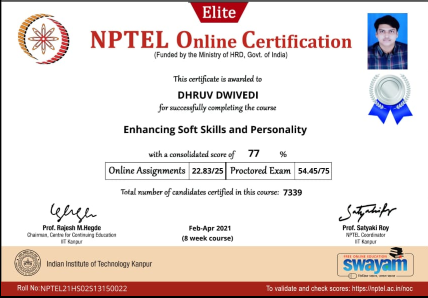 Elite
NPTEL Online Certification
(Funded by the Ministry of HRD, Govt. of India)
This certificate is awarded to
DHRUV DWIVEDI
for successfully completing the course
Enhancing Soft Skills and Personality
with a consolidated score of 77 %
Online Assignments 22.83/25 Proctored Exam 54.45/75
Total number of candidates certified in this course: 7339
Prof. Rajesh M.Hegde
Chairman, Centre for Continuing Education
IIT Kanpur
Feb-Apr 2021
(8 week course)
Prof. Satyaki Roy
NPTEL Coordinator
IIT Kanpur
Indian Institute of Technology Kanpur
FREE ONLINE EDUCATION
swayam
Roll No:NPTEL21HS02S13150022
To validate and check scores: https://nptel.ac.in/noc